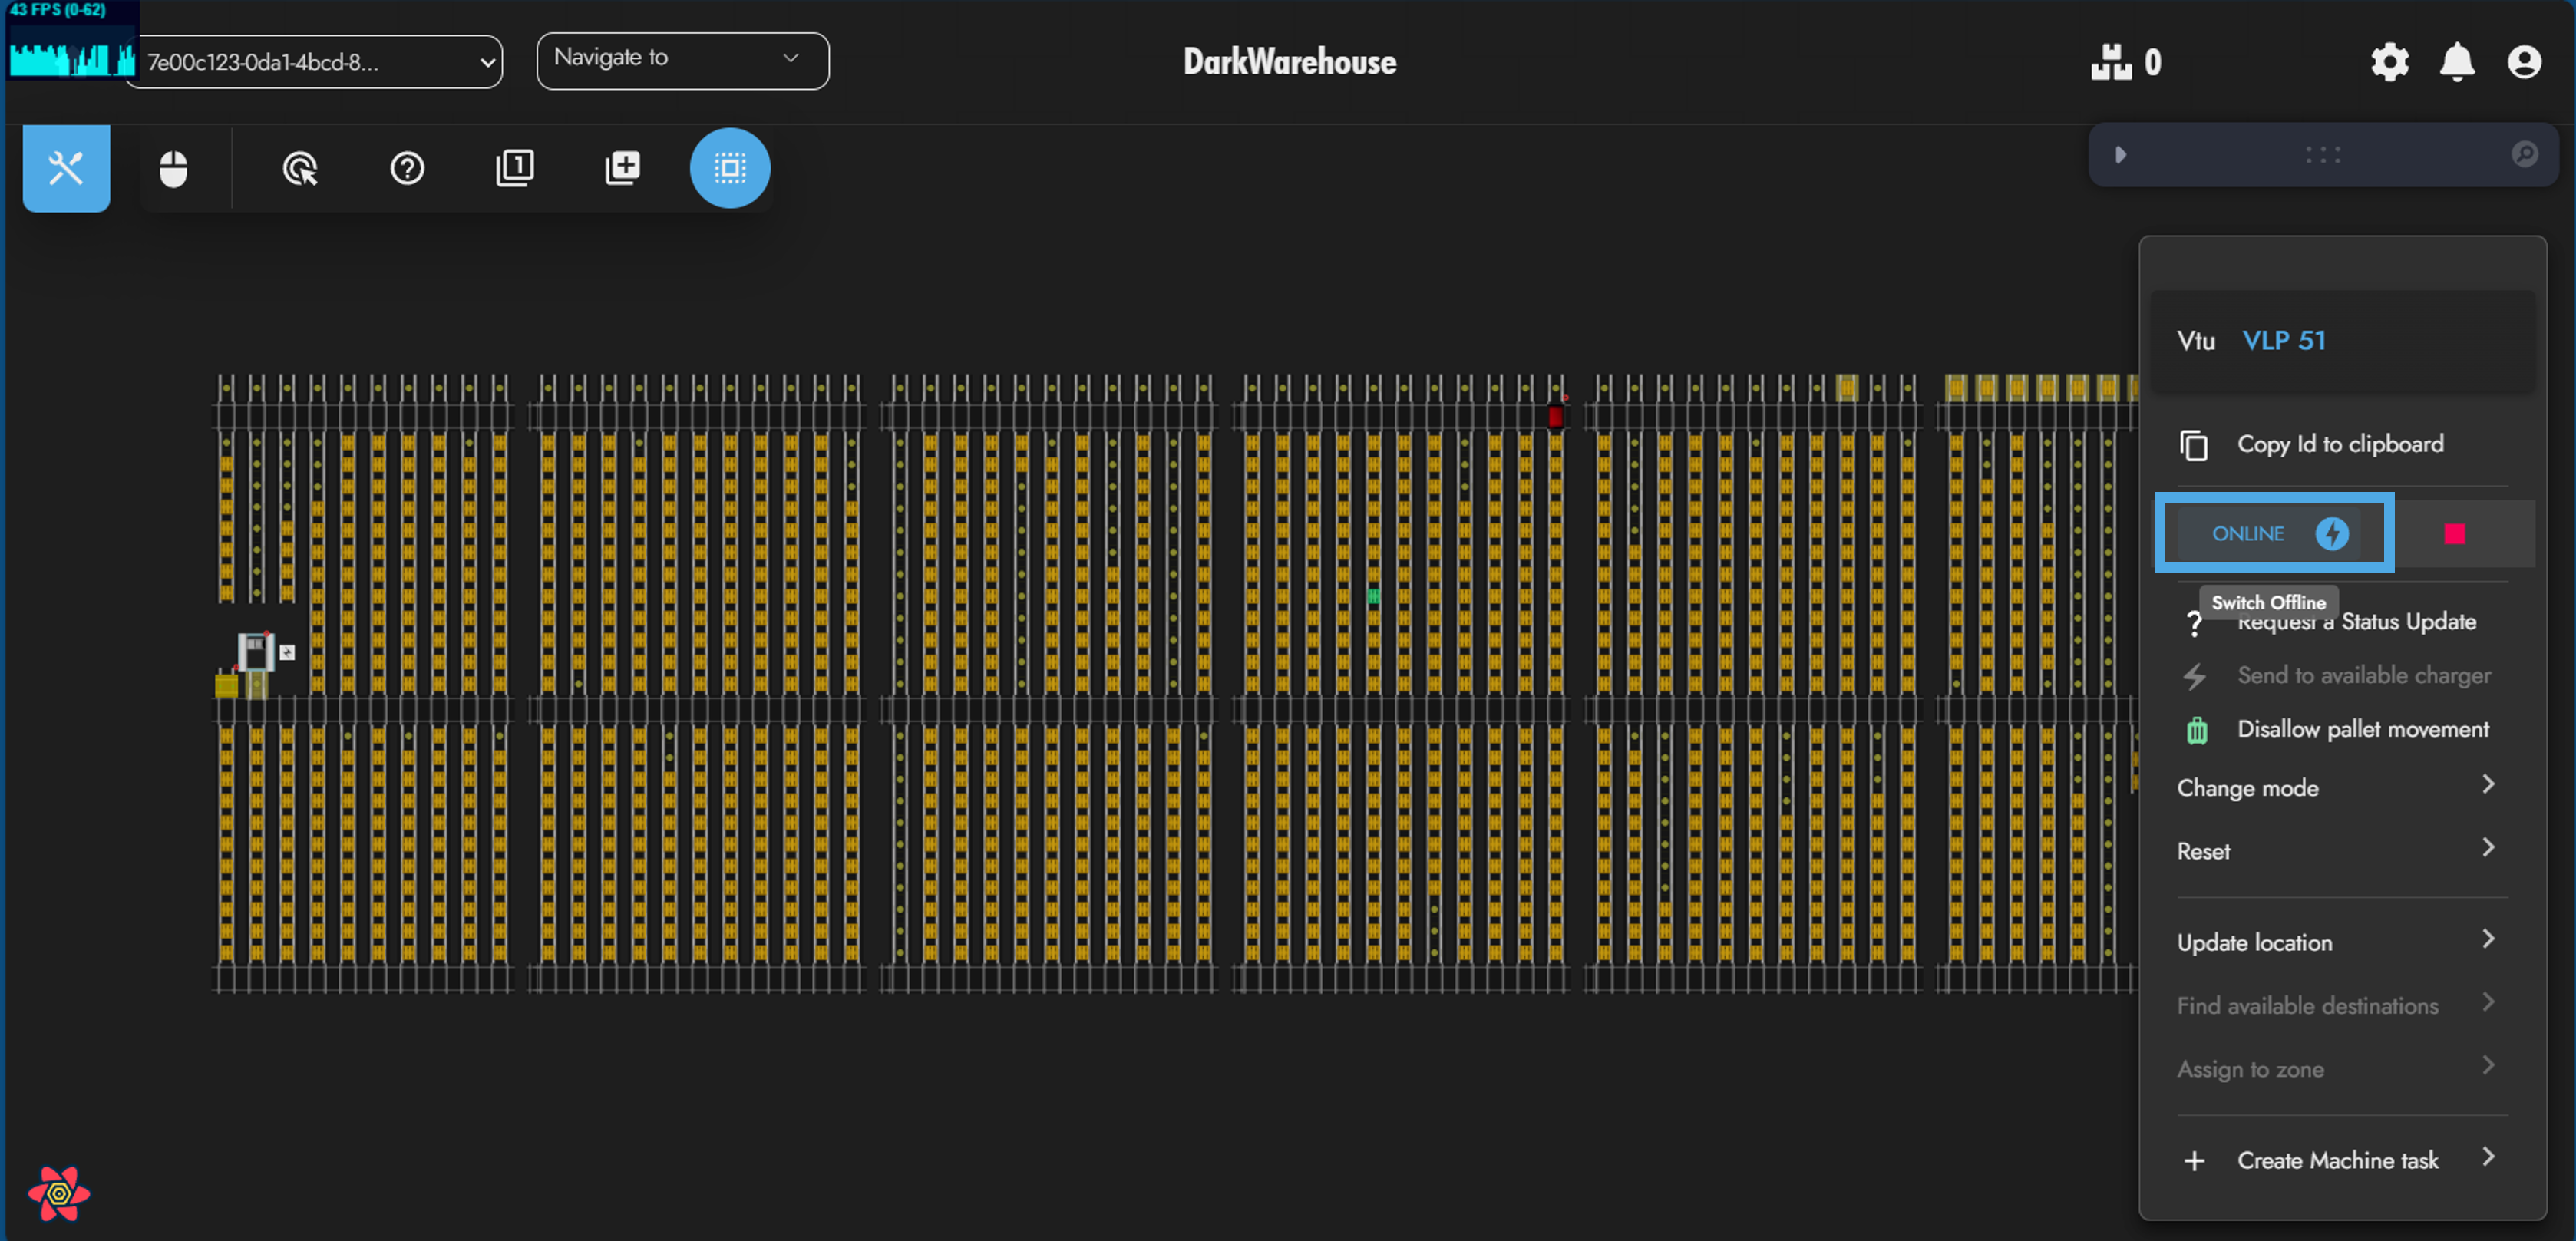 43 FPS (0-62)
7e00c123-0da1-4bcd-8...
Navigate to
DarkWarehouse
0
1
Vtu VLP 51
Copy Id to clipboard
ONLINE
Switch Offline
Request a Status Update
Send to available charger
Disallow pallet movement
Change mode
Reset
Update location
Find available destinations
Assign to zone
Create Machine task